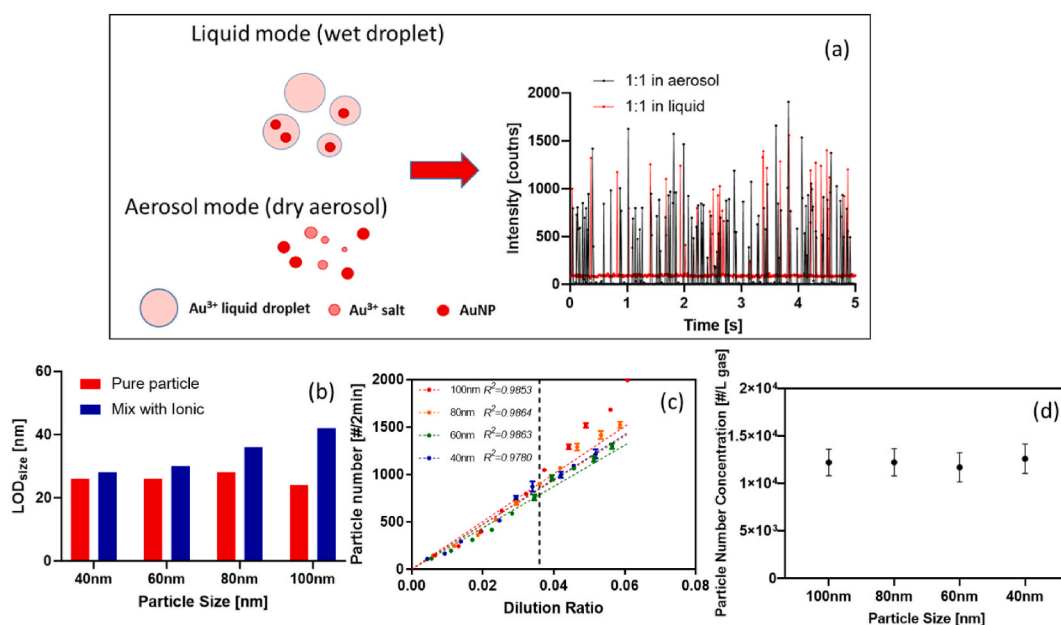 Liquid mode (wet droplet)
Aerosol mode (dry aerosol)
Au³⁺ liquid droplet
Au³⁺ salt
AuNP
(a)
1:1 in aerosol
1:1 in liquid
Intensity [coutns]
2000
1500
1000
500
0
0 1 2 3 4 5
Time [s]
(b)
Pure particle
Mix with Ionic
LOD_size [nm]
60
40
20
0
40nm 60nm 80nm 100nm
Particle Size [nm]
(c)
100nm R²=0.9853
80nm R²=0.9864
60nm R²=0.9863
40nm R²=0.9780
Particle number [#/2min]
2000
1500
1000
500
0
0.00 0.02 0.04 0.06 0.08
Dilution Ratio
(d)
Particle Number Concentration [#/L gas]
2×10⁴
2×10⁴
1×10⁴
5×10³
0
100nm 80nm 60nm 40nm
Particle Size [nm]